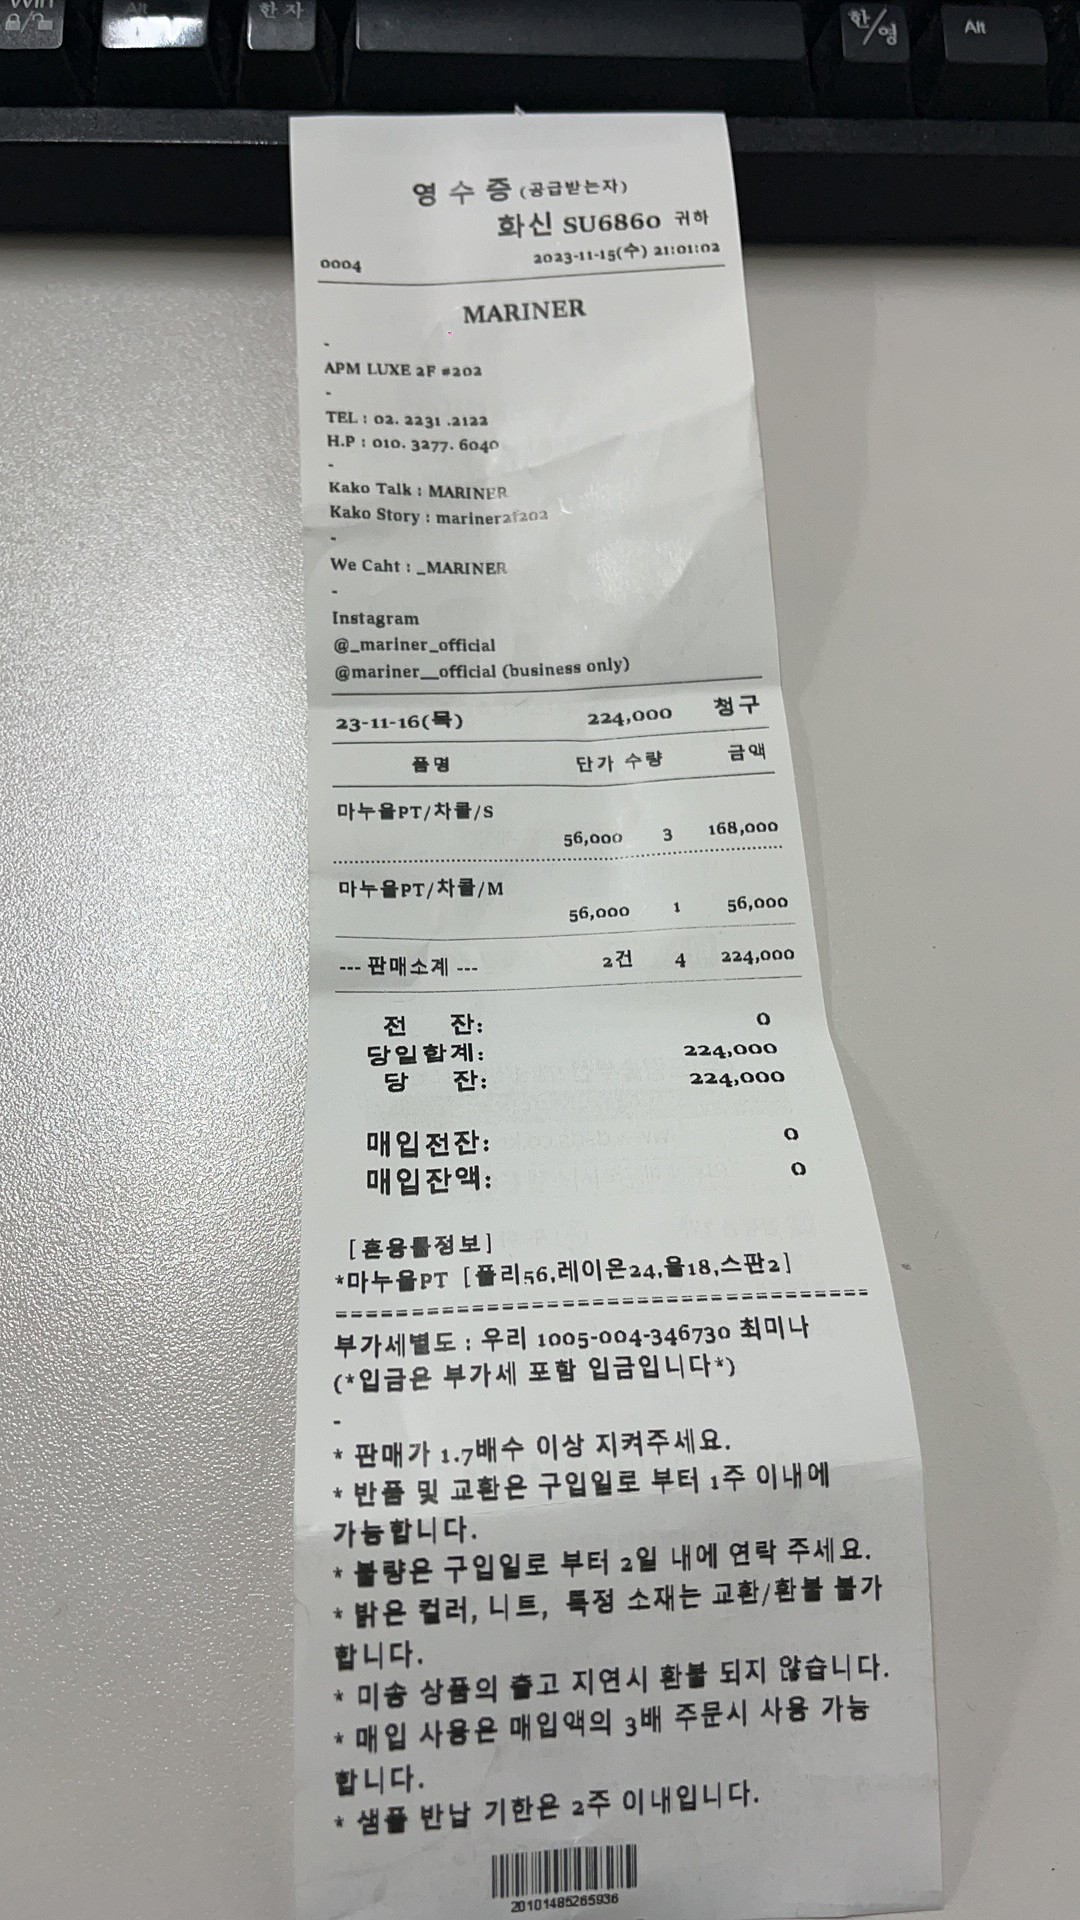 Win
Alt
한자
한/영
Alt
영 수 증 (공급받는자)
화신 SU6860 귀하
0004 2023-11-15(수) 21:01:02
MARINER
-
APM LUXE 2F #202
-
TEL : 02. 2231 .2122
H.P : 010. 3277. 6040
-
Kako Talk : MARINER
Kako Story : mariner2f202
-
We Caht : _MARINER
-
Instagram
@_mariner_official
@mariner__official (business only)
23-11-16(목) 224,000 청구
품명 단가 수량 금액
마누울PT/차콜/S
56,000 3 168,000
마누울PT/차콜/M
56,000 1 56,000
--- 판매소계 --- 2건 4 224,000
전 잔: 0
당일합계: 224,000
당 잔: 224,000
매입전잔: 0
매입잔액: 0
[혼용률정보]
*마누울PT [폴리56,레이온24,울18,스판2]
===================================
부가세별도 : 우리 1005-004-346730 최미나
(*입금은 부가세 포함 입금입니다*)
-
* 판매가 1.7배수 이상 지켜주세요.
* 반품 및 교환은 구입일로 부터 1주 이내에
가능합니다.
* 불량은 구입일로 부터 2일 내에 연락 주세요.
* 밝은 컬러, 니트, 특정 소재는 교환/환불 불가
합니다.
* 미송 상품의 출고 지연시 환불 되지 않습니다.
* 매입 사용은 매입액의 3배 주문시 사용 가능
합니다.
* 샘플 반납 기한은 2주 이내입니다.
20101485265936